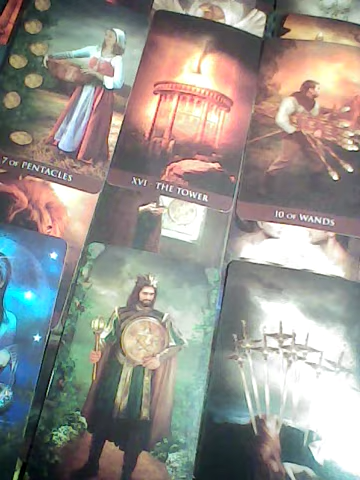 7 OF PENTACLES
XVI - THE TOWER
10 OF WANDS